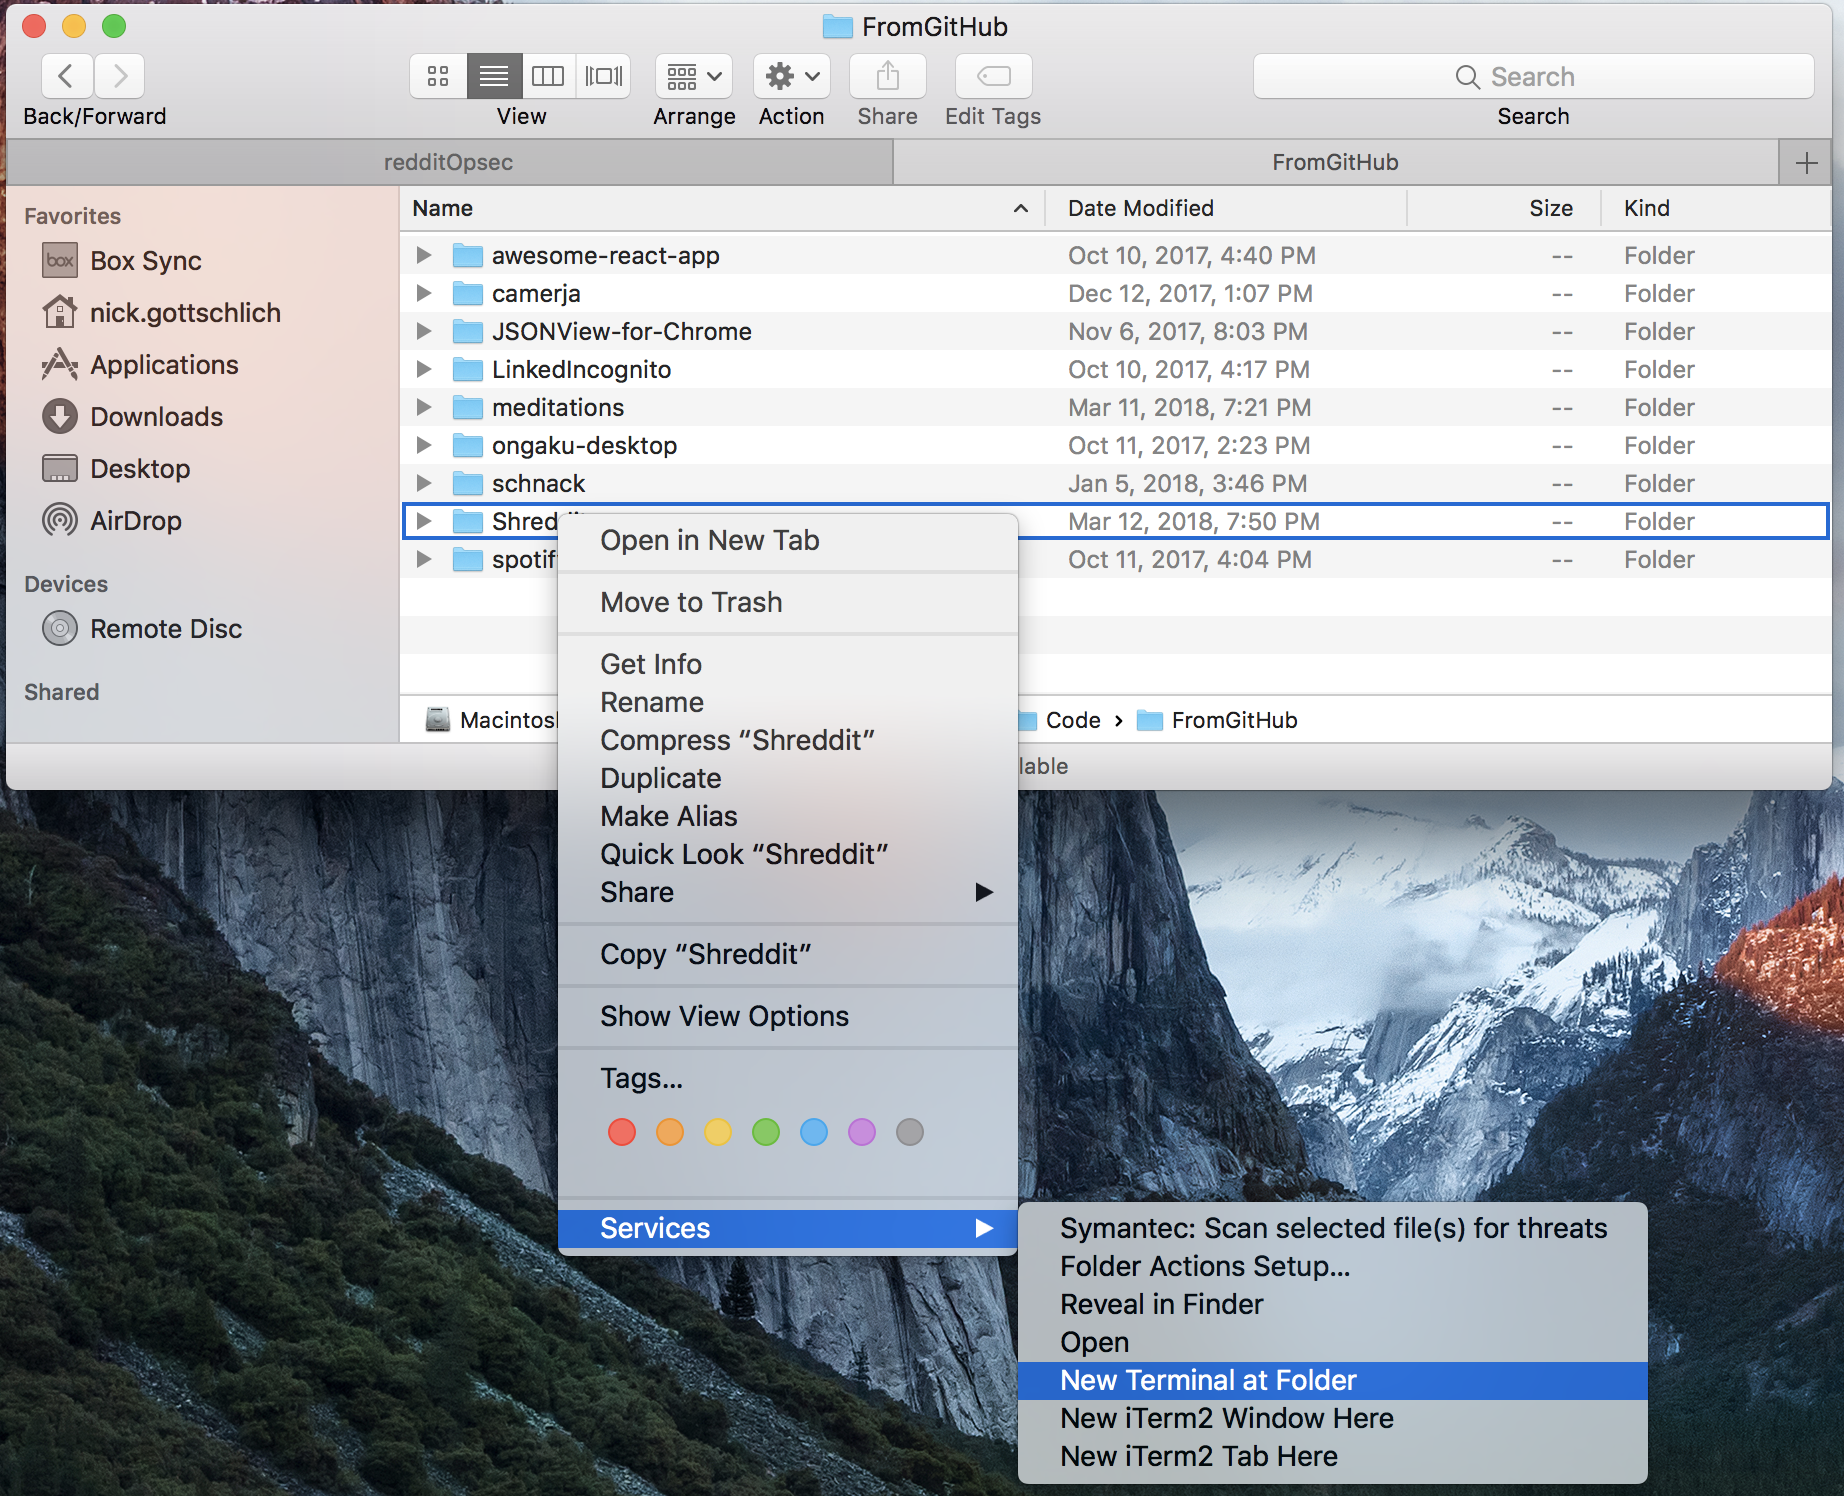 FromGitHub
Back/Forward
View
Arrange
Action
Share
Edit Tags
Search
Search
redditOpsec
FromGitHub
Favorites
box Box Sync
nick.gottschlich
Applications
Downloads
Desktop
AirDrop
Devices
Remote Disc
Shared
Name Date Modified Size Kind
awesome-react-app Oct 10, 2017, 4:40 PM -- Folder
camerja Dec 12, 2017, 1:07 PM -- Folder
JSONView-for-Chrome Nov 6, 2017, 8:03 PM -- Folder
LinkedIncognito Oct 10, 2017, 4:17 PM -- Folder
meditations Mar 11, 2018, 7:21 PM -- Folder
ongaku-desktop Oct 11, 2017, 2:23 PM -- Folder
schnack Jan 5, 2018, 3:46 PM -- Folder
Shreddit Mar 12, 2018, 7:50 PM -- Folder
spotif Oct 11, 2017, 4:04 PM -- Folder
Macintosh Code › FromGitHub
lable
Open in New Tab
Move to Trash
Get Info
Rename
Compress “Shreddit”
Duplicate
Make Alias
Quick Look “Shreddit”
Share
Copy “Shreddit”
Show View Options
Tags...
Services
Symantec: Scan selected file(s) for threats
Folder Actions Setup...
Reveal in Finder
Open
New Terminal at Folder
New iTerm2 Window Here
New iTerm2 Tab Here